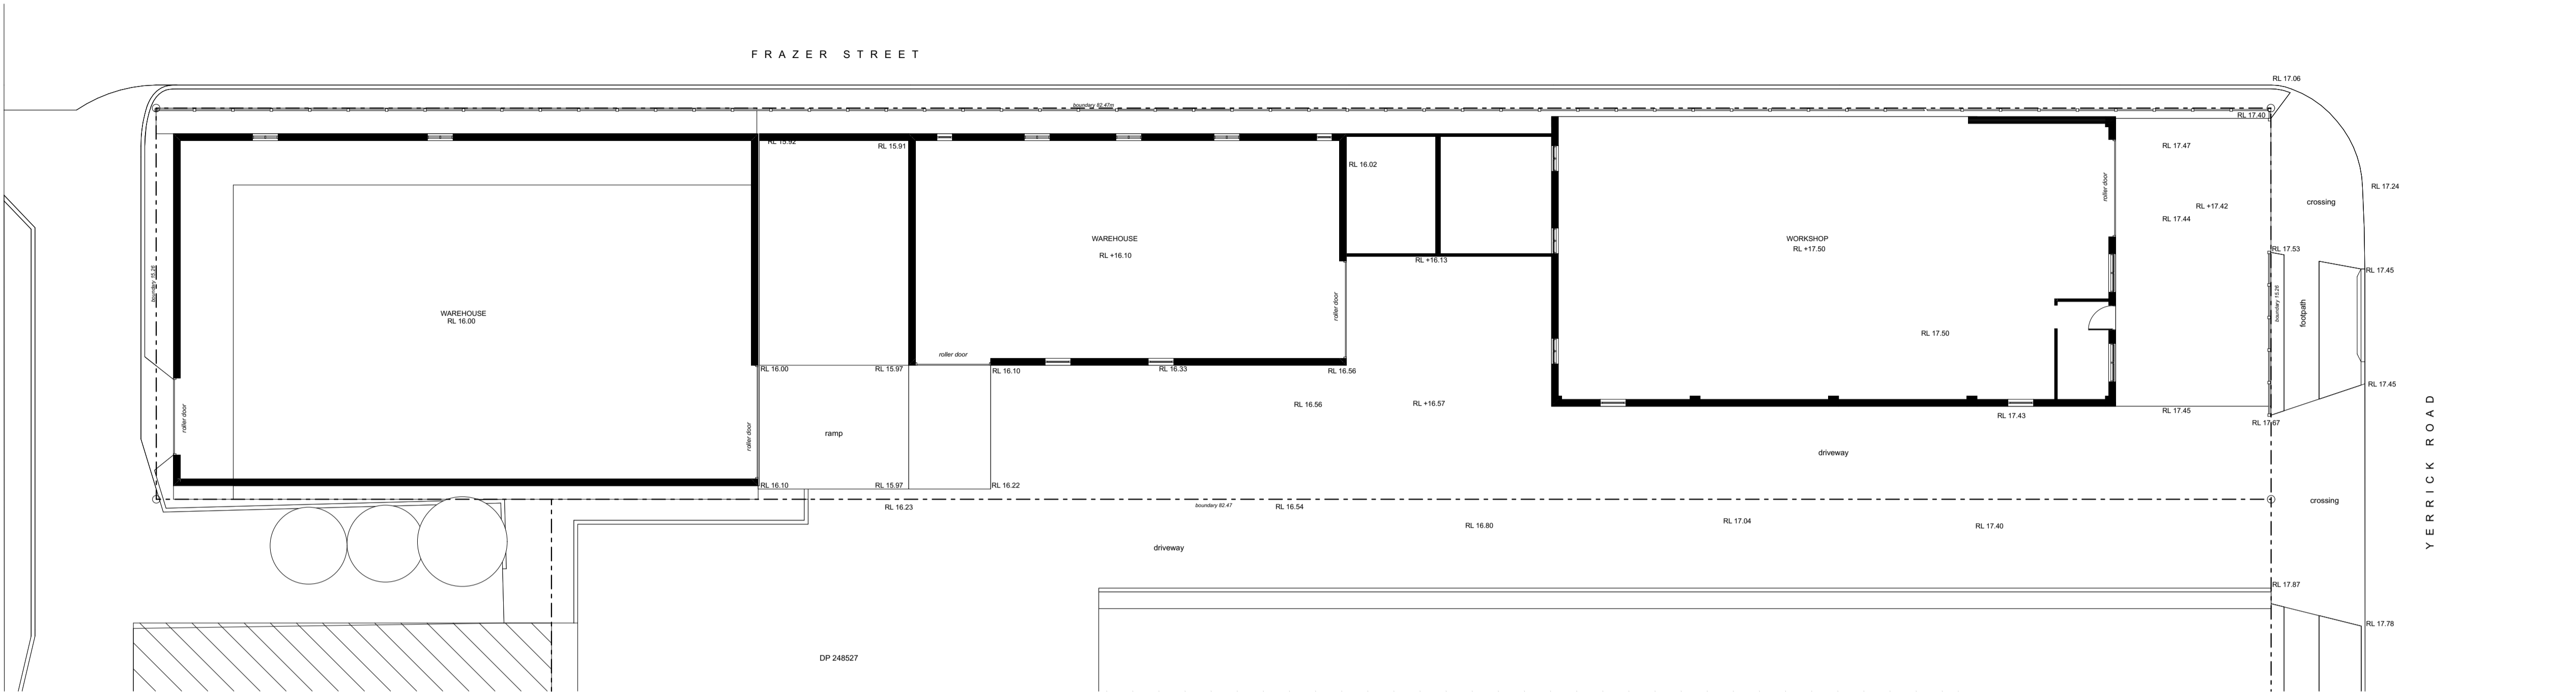 FRAZER STREET
RL 17.06
boundary 82.47m
RL 17.40
RL 15.92
RL 15.91
RL 17.47
RL 16.02
roller door
RL 17.24
crossing
RL +17.42
RL 17.44
WAREHOUSE
RL +16.10
WORKSHOP
RL +17.50
RL 17.53
RL +16.13
RL 17.45
boundary 15.26
roller door
boundary 15.26
footpath
WAREHOUSE
RL 16.00
RL 17.50
roller door
RL 16.00
RL 15.97
RL 16.10
RL 16.33
RL 16.56
RL 17.45
RL 16.56
RL +16.57
RL 17.45
RL 17.43
RL 17.67
roller door
roller door
ramp
driveway
YERRICK ROAD
RL 16.10
RL 15.97
RL 16.22
RL 16.23
boundary 82.47
RL 16.54
crossing
RL 16.80
RL 17.04
RL 17.40
driveway
RL 17.87
RL 17.78
DP 248527